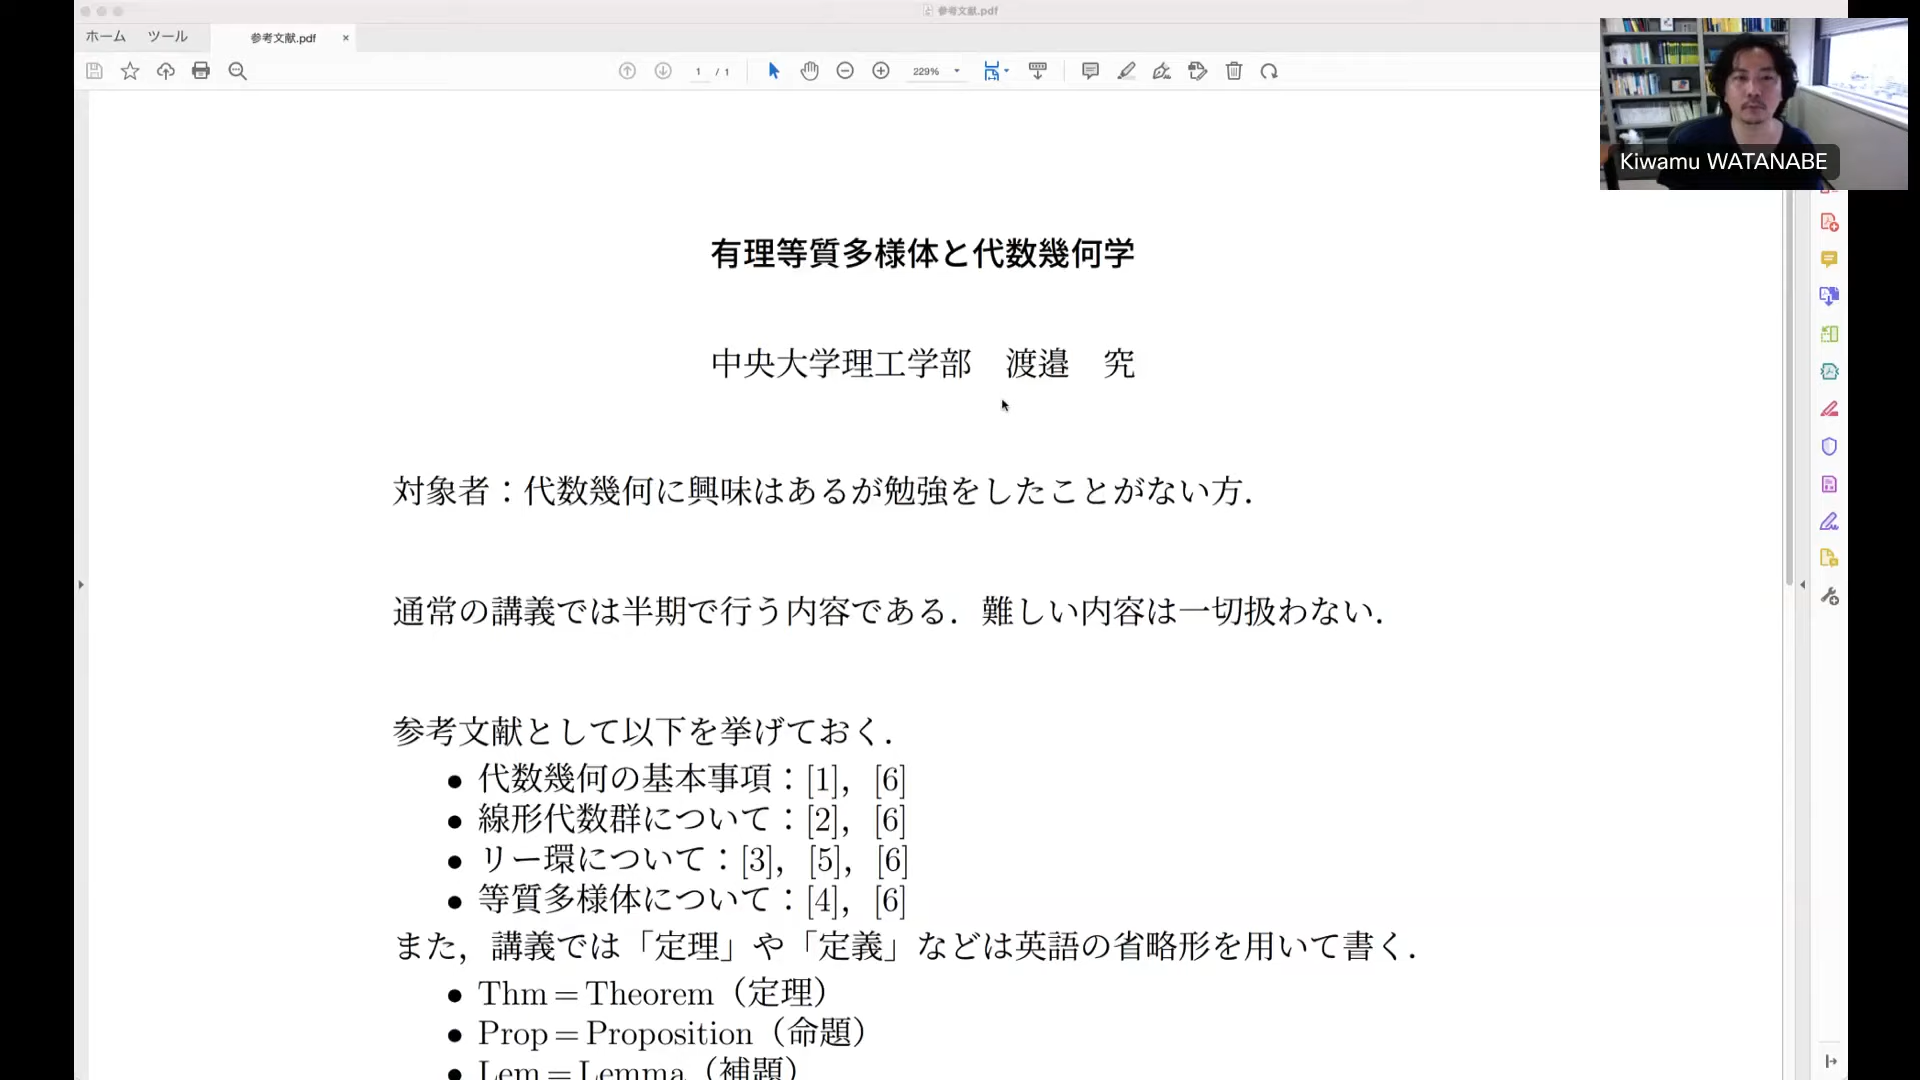 参考文献.pdf
ホーム ツール 参考文献.pdf ×
1 / 1 229%
Kiwamu WATANABE
有理等質多様体と代数幾何学
中央大学理工学部 渡邉 究
対象者：代数幾何に興味はあるが勉強をしたことがない方．
通常の講義では半期で行う内容である．難しい内容は一切扱わない．
参考文献として以下を挙げておく．
• 代数幾何の基本事項：[1]，[6]
• 線形代数群について：[2]，[6]
• リー環について：[3]，[5]，[6]
• 等質多様体について：[4]，[6]
また，講義では「定理」や「定義」などは英語の省略形を用いて書く．
• Thm = Theorem（定理）
• Prop = Proposition（命題）
• Lem = Lemma（補題）